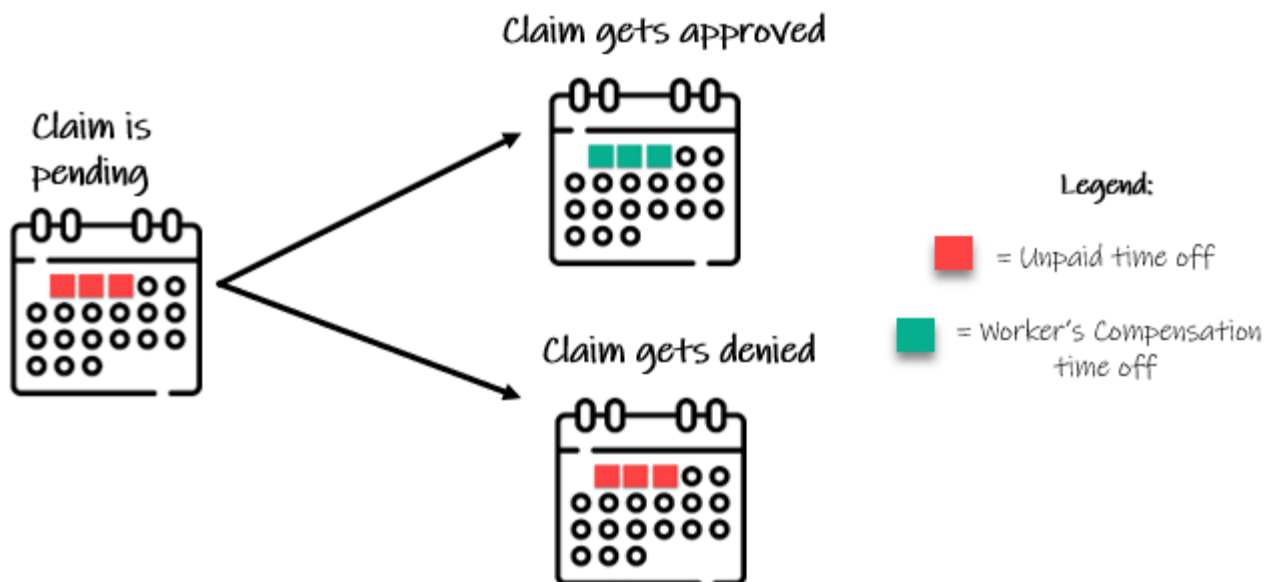 Claim gets approved
Claim is
pending
Legend:
= Unpaid time off
= Worker's Compensation
time off
Claim gets denied